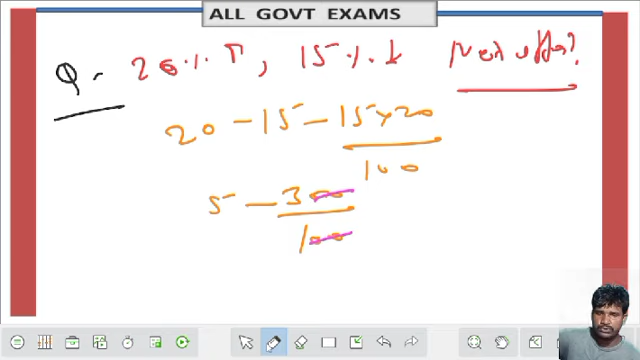 ALL GOVT EXAMS
Q - 20% ↑, 15% ↓ Net effect?
20 - 15 - 15 × 20
100
5 - 300
100